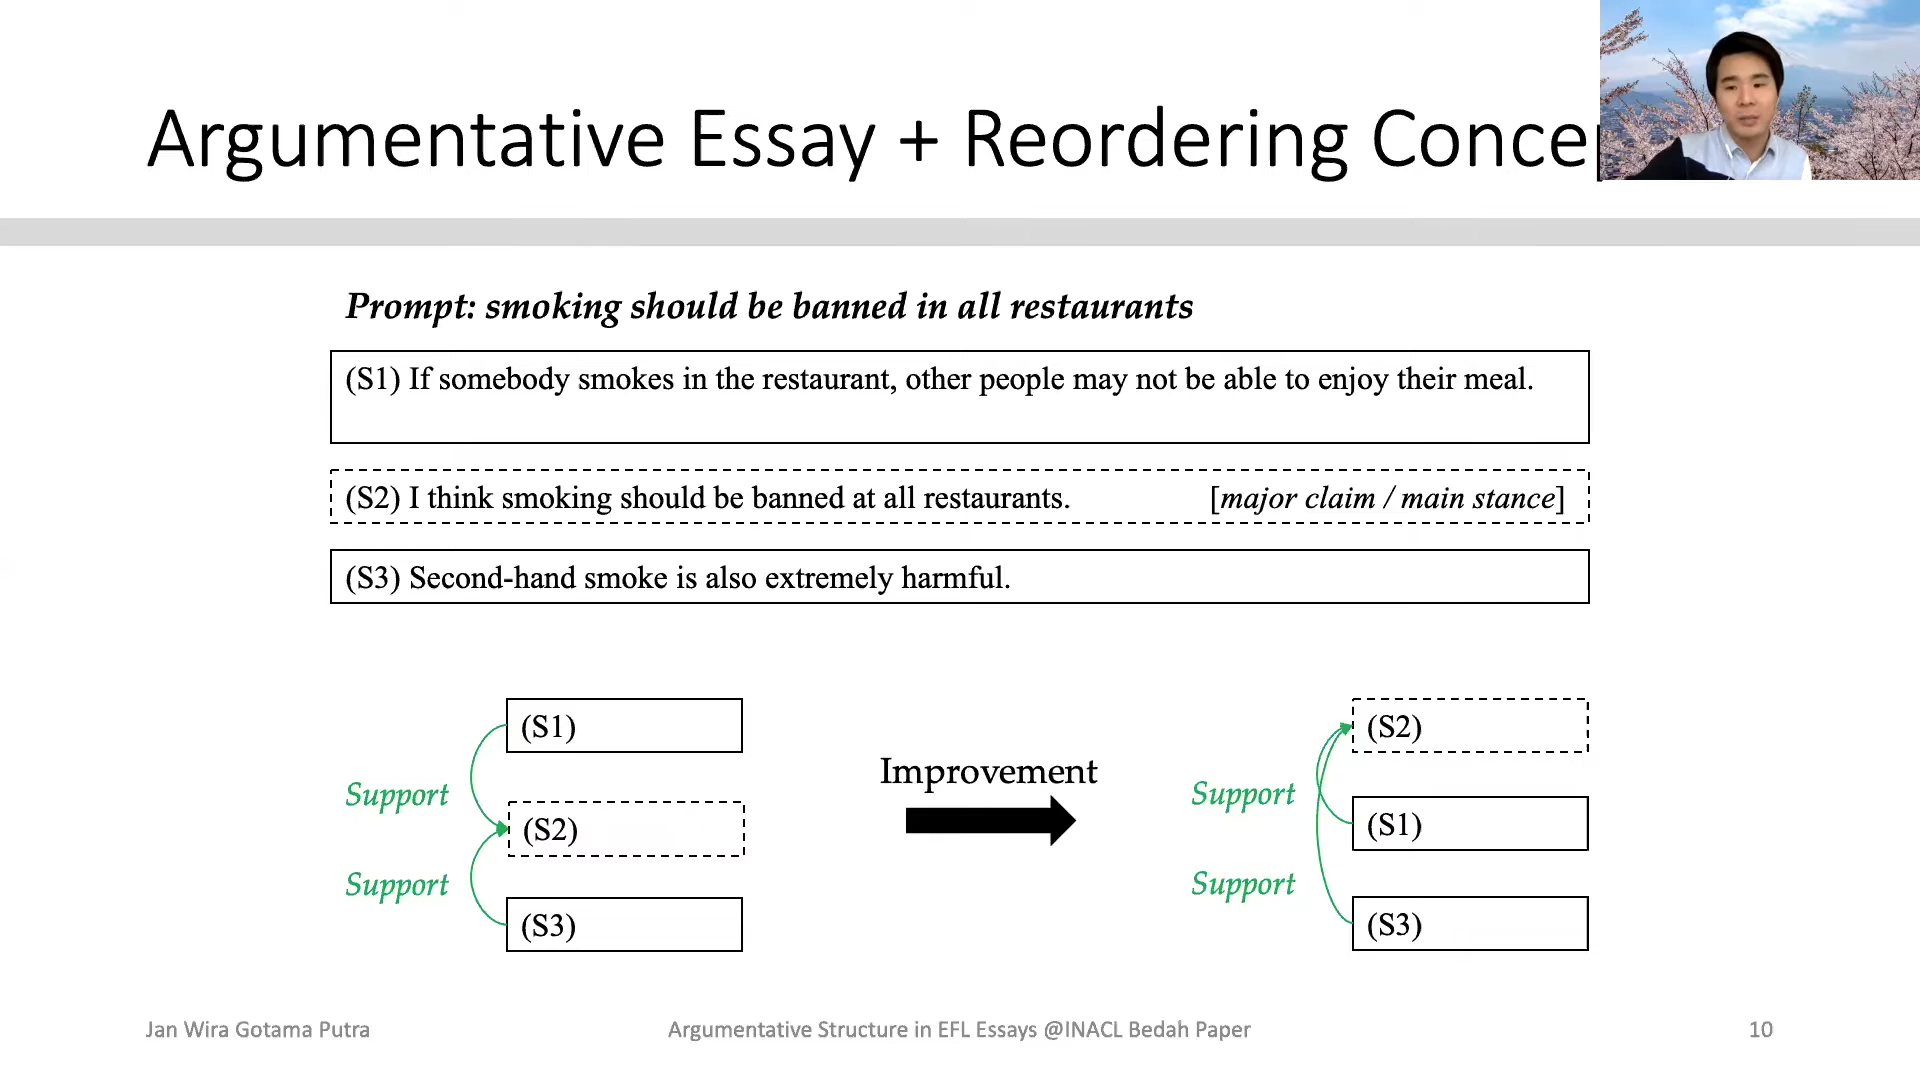 Argumentative Essay + Reordering
Prompt: smoking should be banned in all restaurants
(S1) If somebody smokes in the restaurant, other people may not be able to enjoy their meal.
(S2) I think smoking should be banned at all restaurants. [major claim / main stance]
(S3) Second-hand smoke is also extremely harmful.
(S1)
Support
(S2)
Support
(S3)
Improvement
(S2)
Support
(S1)
Support
(S3)
Jan Wira Gotama Putra
Argumentative Structure in EFL Essays @INACL Bedah Paper
10